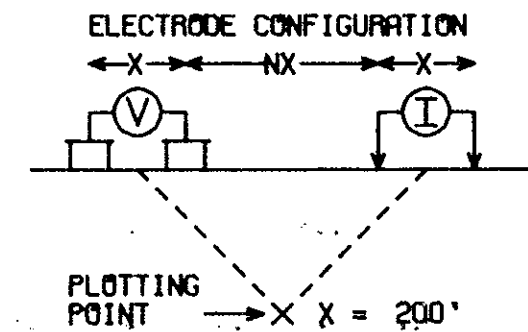 ELECTRODE CONFIGURATION
X NX X
V I
PLOTTING
POINT X X = 200'